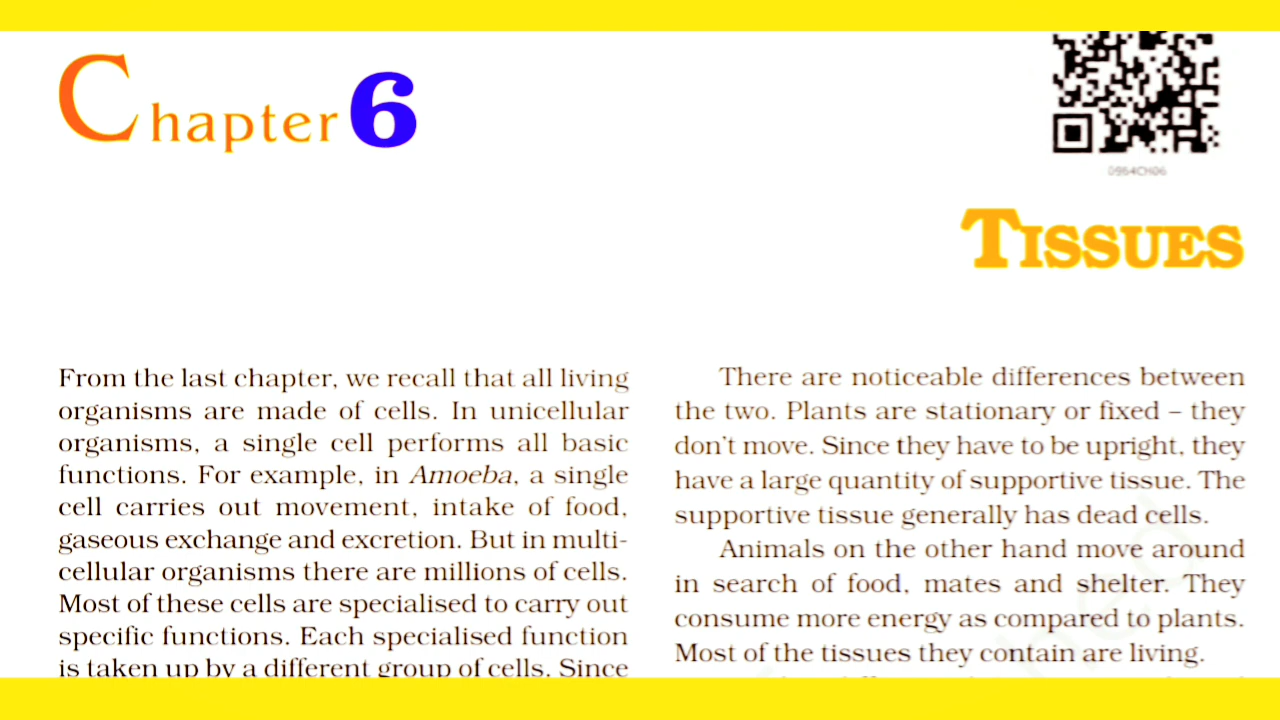 Chapter 6
0964CH06
TISSUES
From the last chapter, we recall that all living
organisms are made of cells. In unicellular
organisms, a single cell performs all basic
functions. For example, in Amoeba, a single
cell carries out movement, intake of food,
gaseous exchange and excretion. But in multi-
cellular organisms there are millions of cells.
Most of these cells are specialised to carry out
specific functions. Each specialised function
is taken up by a different group of cells. Since
There are noticeable differences between
the two. Plants are stationary or fixed – they
don't move. Since they have to be upright, they
have a large quantity of supportive tissue. The
supportive tissue generally has dead cells.
Animals on the other hand move around
in search of food, mates and shelter. They
consume more energy as compared to plants.
Most of the tissues they contain are living.